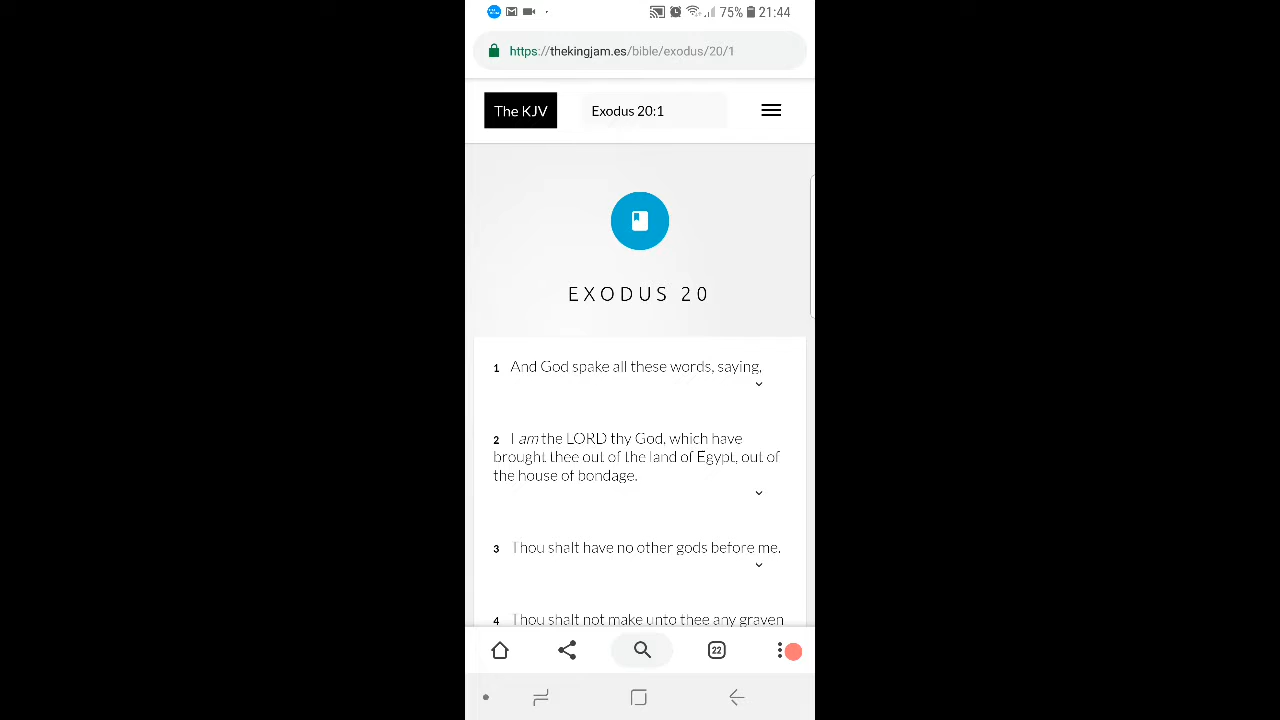 75% 21:44
https://thekingjam.es/bible/exodus/20/1
The KJV
Exodus 20:1
EXODUS 20
1 And God spake all these words, saying,
2 I am the LORD thy God, which have
brought thee out of the land of Egypt, out of
the house of bondage.
3 Thou shalt have no other gods before me.
4 Thou shalt not make unto thee any graven
22